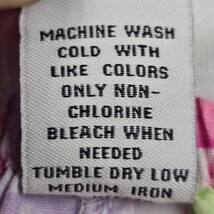 MACHINE WASH
COLD WITH
LIKE COLORS
ONLY NON-
CHLORINE
BLEACH WHEN
NEEDED
TUMBLE DRY LOW
MEDIUM IRON